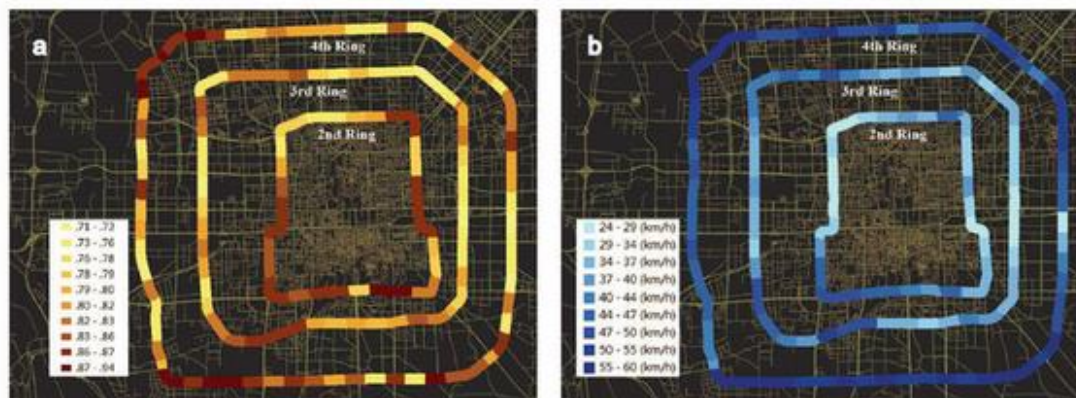 a
4th Ring
3rd Ring
2nd Ring
.71 - .73
.73 - .76
.76 - .78
.78 - .79
.79 - .80
.80 - .82
.82 - .83
.83 - .86
.86 - .87
.87 - .94
b
4th Ring
3rd Ring
2nd Ring
24 - 29 (km/h)
29 - 34 (km/h)
34 - 37 (km/h)
37 - 40 (km/h)
40 - 44 (km/h)
44 - 47 (km/h)
47 - 50 (km/h)
50 - 55 (km/h)
55 - 60 (km/h)